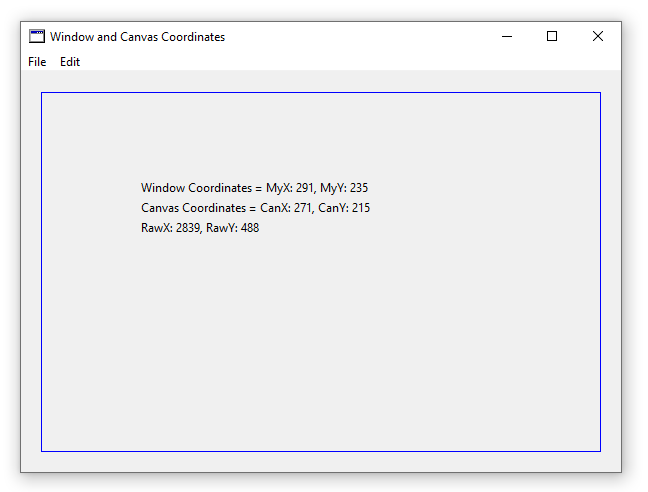 Window and Canvas Coordinates
File Edit
Window Coordinates = MyX: 291, MyY: 235
Canvas Coordinates = CanX: 271, CanY: 215
RawX: 2839, RawY: 488